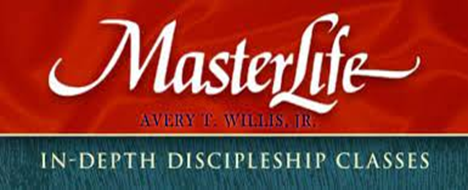 MasterLife
AVERY T. WILLIS, JR.
IN-DEPTH DISCIPLESHIP CLASSES